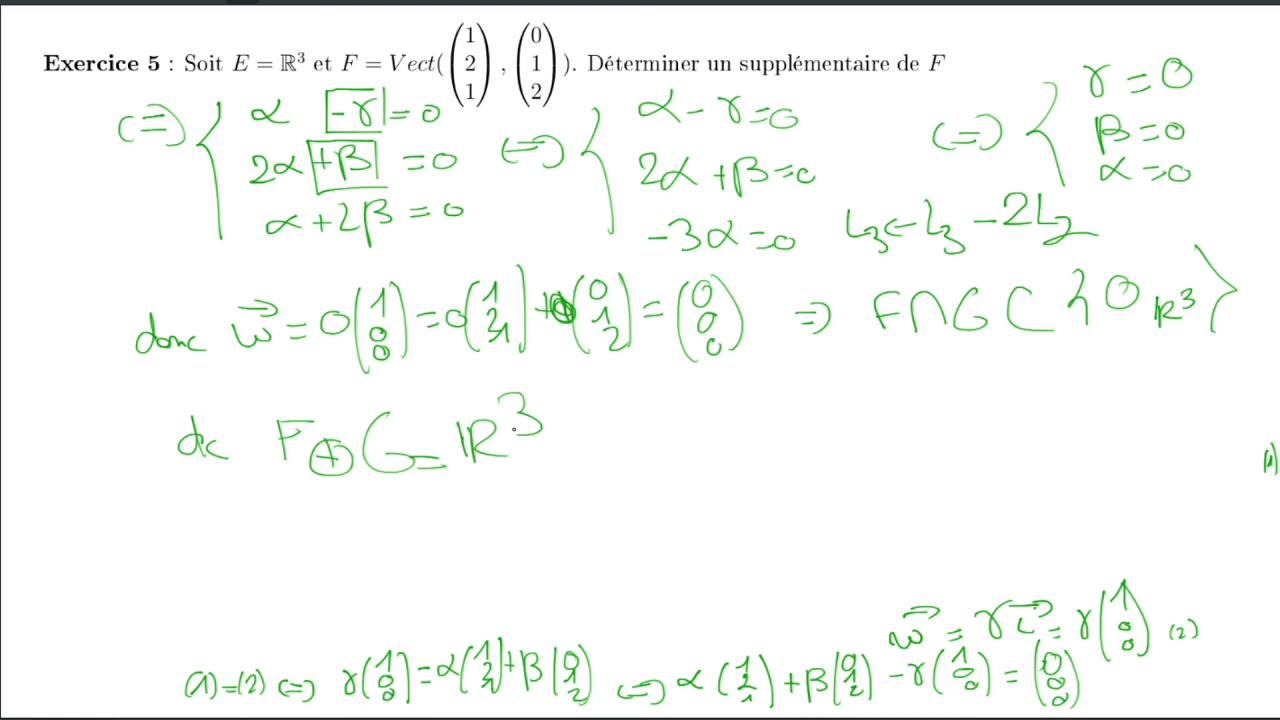 Exercice 5 : Soit E = ℝ³ et F = Vect( (1 2 1) , (0 1 2) ). Déterminer un supplémentaire de F
(=) { α -γ = 0 (=) { α - γ = 0 (=) { γ = 0
2α +β = 0 2α + β = 0 β = 0
α + 2β = 0 -3α = 0 L3 <- L3 - 2L2 α = 0
donc w = 0 (1 0 0) = 0 (1 2 1) + 0 (0 1 2) = (0 0 0) => F ∩ G ⊂ { 0 ℝ³ }
dc F ⊕ G = ℝ³
(1)
w = γ i = γ (1 0 0) (2)
(1) = (2) (=) γ (1 0 0) = α (1 2 1) + β (0 1 2) (=) α (1 2 1) + β (0 1 2) - γ (1 0 0) = (0 0 0)